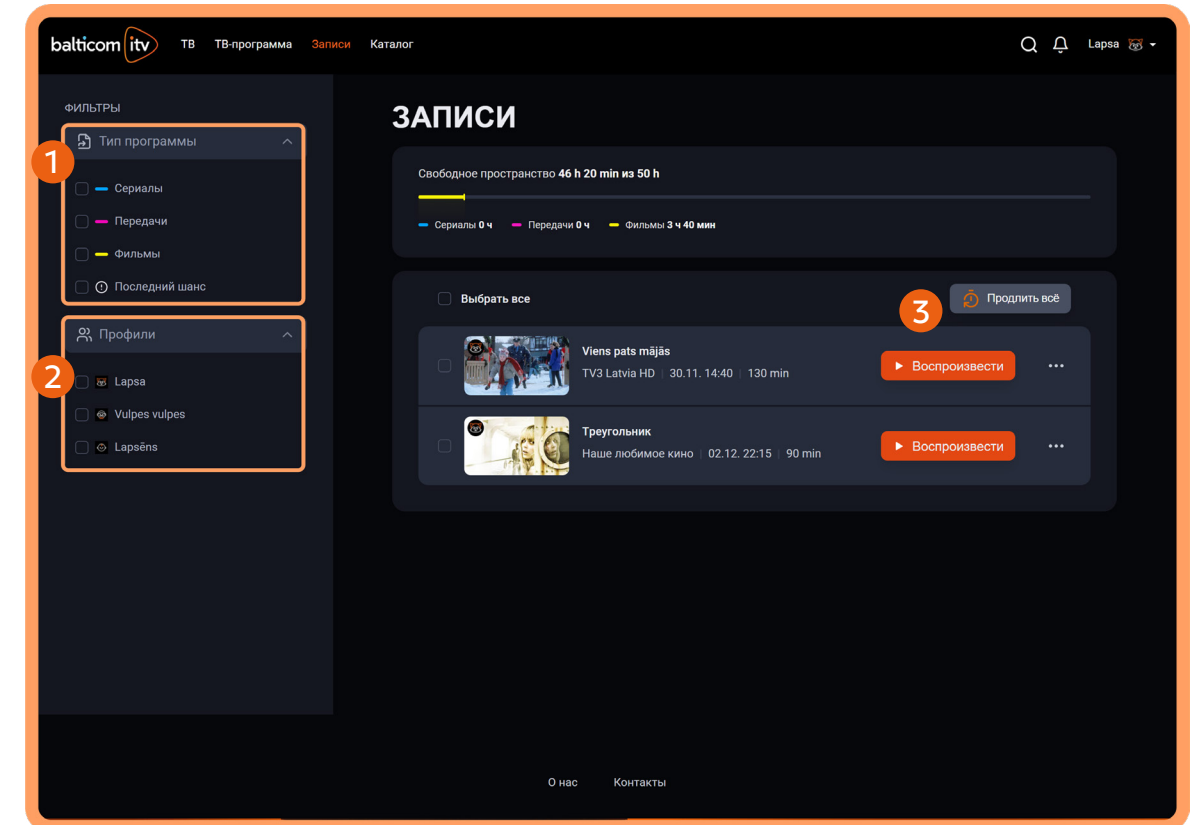 balticom itv ТВ ТВ-программа Записи Каталог Lapsa
ФИЛЬТРЫ
1
Тип программы
Сериалы
Передачи
Фильмы
Последний шанс
2
Профили
Lapsa
Vulpes vulpes
Lapsēns
ЗАПИСИ
Свободное пространство 46 h 20 min из 50 h
Сериалы 0 ч Передачи 0 ч Фильмы 3 ч 40 мин
Выбрать все
3
Продлить всё
Viens pats mājās
TV3 Latvia HD 30.11. 14:40 130 min
Воспроизвести
Треугольник
Наше любимое кино 02.12. 22:15 90 min
Воспроизвести
О нас Контакты